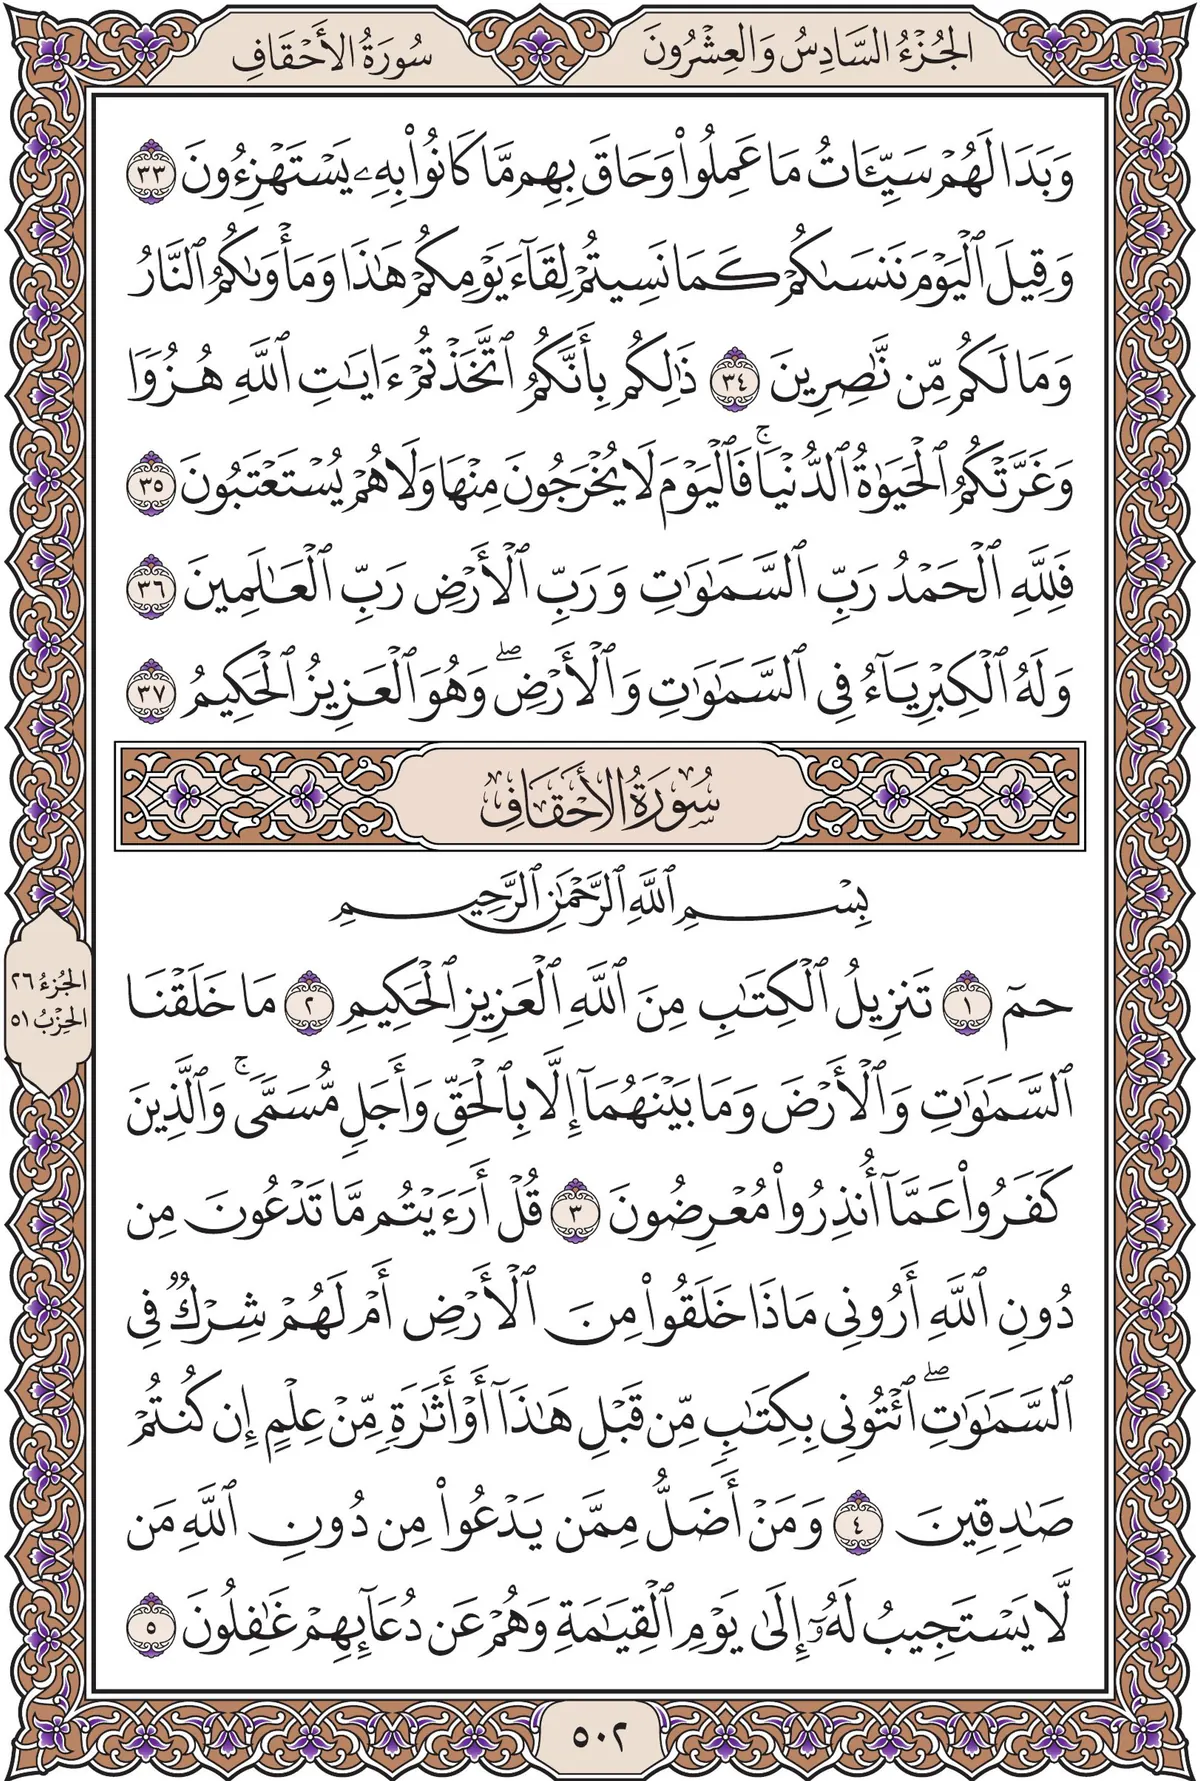 الجُزْءُ السَّادِسُ وَالعِشْرُونَ
سُورَةُ الأَحْقَافِ
وَبَدَا لَهُمْ سَيِّـَٔاتُ مَا عَمِلُوا۟ وَحَاقَ بِهِم مَّا كَانُوا۟ بِهِۦ يَسْتَهْزِءُونَ ٣٣
وَقِيلَ ٱلْيَوْمَ نَنسَىٰكُمْ كَمَا نَسِيتُمْ لِقَآءَ يَوْمِكُمْ هَـٰذَا وَمَأْوَىٰكُمُ ٱلنَّارُ
وَمَا لَكُم مِّن نَّـٰصِرِينَ ٣٤ ذَٰلِكُم بِأَنَّكُمُ ٱتَّخَذْتُمْ ءَايَـٰتِ ٱللَّهِ هُزُوًا
وَغَرَّتْكُمُ ٱلْحَيَوٰةُ ٱلدُّنْيَا ۚ فَٱلْيَوْمَ لَا يُخْرَجُونَ مِنْهَا وَلَا هُمْ يُسْتَعْتَبُونَ ٣٥
فَلِلَّهِ ٱلْحَمْدُ رَبِّ ٱلسَّمَـٰوَٰتِ وَرَبِّ ٱلْأَرْضِ رَبِّ ٱلْعَـٰلَمِينَ ٣٦
وَلَهُ ٱلْكِبْرِيَآءُ فِى ٱلسَّمَـٰوَٰتِ وَٱلْأَرْضِ ۖ وَهُوَ ٱلْعَزِيزُ ٱلْحَكِيمُ ٣٧
سُورَةُ الأَحْقَافِ
بِسْمِ ٱللَّهِ ٱلرَّحْمَـٰنِ ٱلرَّحِيمِ
حمٓ ١ تَنزِيلُ ٱلْكِتَـٰبِ مِنَ ٱللَّهِ ٱلْعَزِيزِ ٱلْحَكِيمِ ٢ مَا خَلَقْنَا
ٱلسَّمَـٰوَٰتِ وَٱلْأَرْضَ وَمَا بَيْنَهُمَآ إِلَّا بِٱلْحَقِّ وَأَجَلٍ مُّسَمًّى ۚ وَٱلَّذِينَ
كَفَرُوا۟ عَمَّآ أُنذِرُوا۟ مُعْرِضُونَ ٣ قُلْ أَرَءَيْتُم مَّا تَدْعُونَ مِن
دُونِ ٱللَّهِ أَرُونِى مَاذَا خَلَقُوا۟ مِنَ ٱلْأَرْضِ أَمْ لَهُمْ شِرْكٌ فِى
ٱلسَّمَـٰوَٰتِ ۖ ٱئْتُونِى بِكِتَـٰبٍ مِّن قَبْلِ هَـٰذَآ أَوْ أَثَـٰرَةٍ مِّنْ عِلْمٍ إِن كُنتُمْ
صَـٰدِقِينَ ٤ وَمَنْ أَضَلُّ مِمَّن يَدْعُوا۟ مِن دُونِ ٱللَّهِ مَن
لَّا يَسْتَجِيبُ لَهُۥٓ إِلَىٰ يَوْمِ ٱلْقِيَـٰمَةِ وَهُمْ عَن دُعَآئِهِمْ غَـٰفِلُونَ ٥
الجُزْءُ ٢٦
الحِزْبُ ٥١
٥٠٢